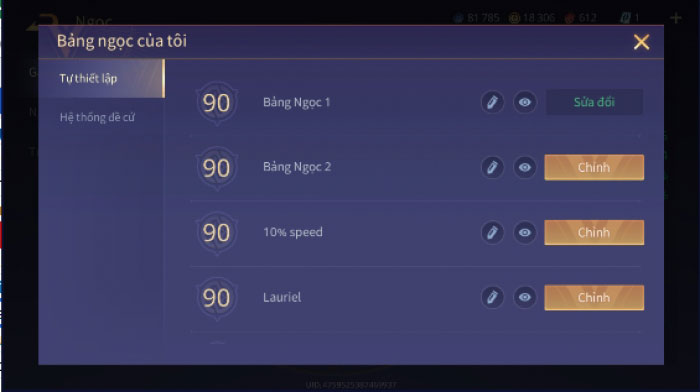 Ngọc
81 785 18 306 612 1
Bảng ngọc của tôi
Tự thiết lập
Hệ thống đề cử
90 Bảng Ngọc 1 Sửa đổi
90 Bảng Ngọc 2 Chỉnh
90 10% speed Chỉnh
90 Lauriel Chỉnh